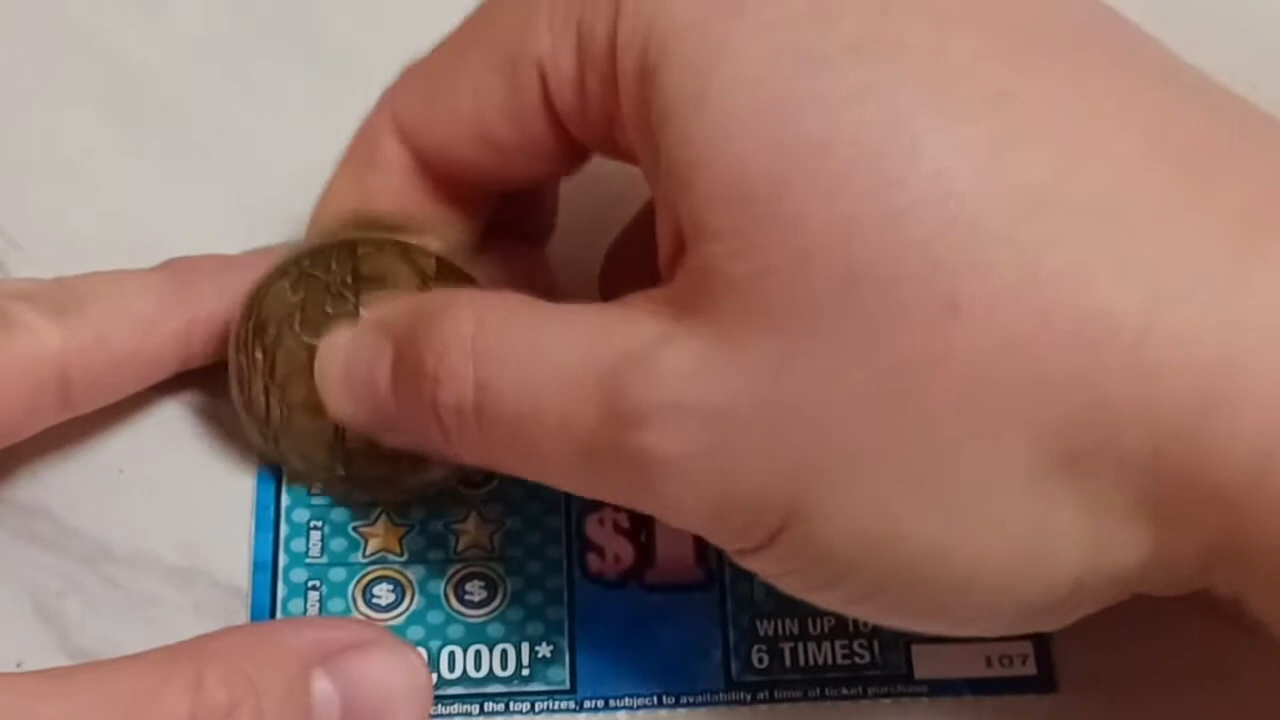 ROW 2
ROW 3
,000!*
$1
WIN UP TO
6 TIMES!
107
cluding the top prizes, are subject to availability at time of ticket purchase